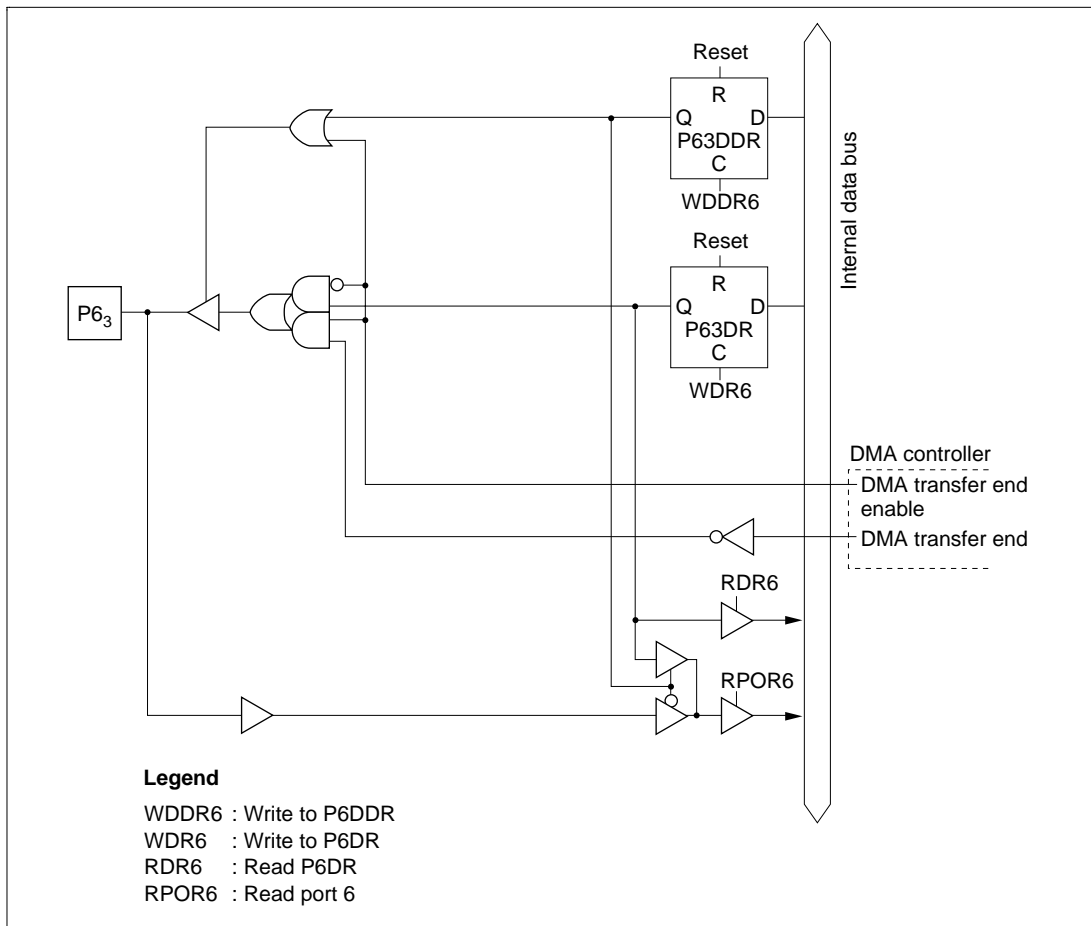 Reset
R
Q D
P63DDR
C
WDDR6
Internal data bus
Reset
R
P6₃
Q D
P63DR
C
WDR6
DMA controller
DMA transfer end
enable
DMA transfer end
RDR6
RPOR6
Legend
WDDR6 : Write to P6DDR
WDR6 : Write to P6DR
RDR6 : Read P6DR
RPOR6 : Read port 6